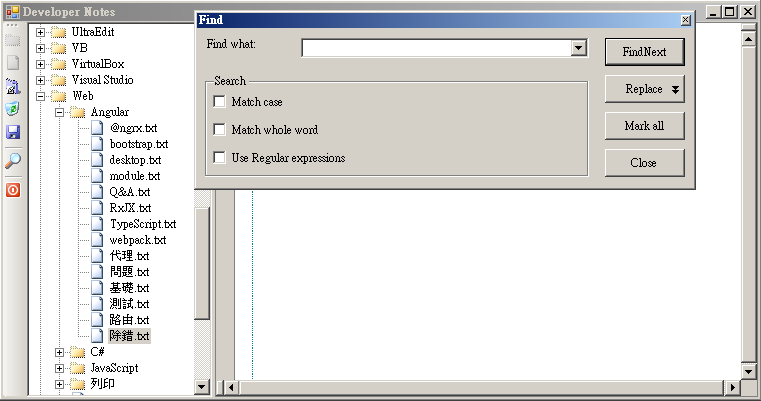 Developer Notes
UltraEdit
VB
VirtualBox
Visual Studio
Web
Angular
@ngrx.txt
bootstrap.txt
desktop.txt
module.txt
Q&A.txt
RxJX.txt
TypeScript.txt
webpack.txt
代理.txt
問題.txt
基礎.txt
測試.txt
路由.txt
除錯.txt
C#
JavaScript
列印
Find
Find what:
FindNext
Search
Match case
Match whole word
Use Regular expressions
Replace
Mark all
Close